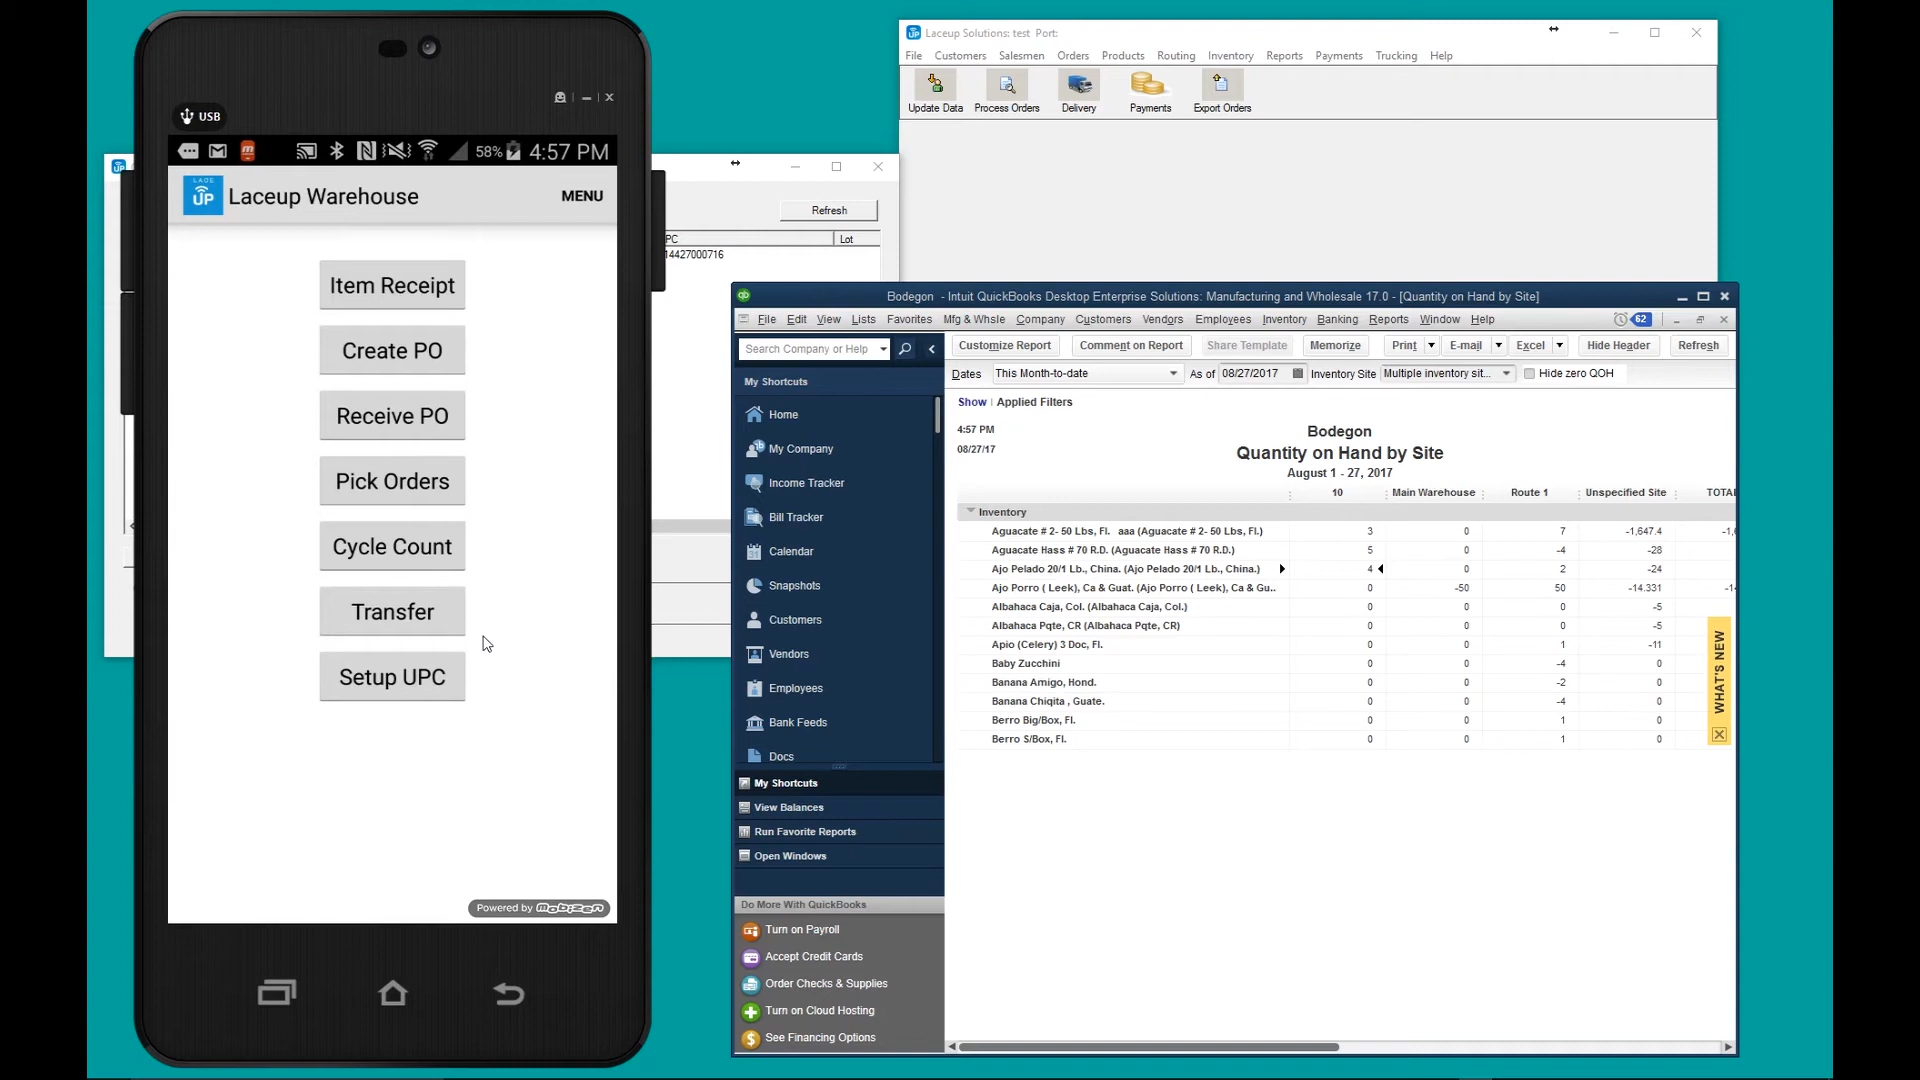 USB
58% 4:57 PM
LACE
UP
Laceup Warehouse
MENU
Item Receipt
Create PO
Receive PO
Pick Orders
Cycle Count
Transfer
Setup UPC
Powered by mobizen
Refresh
PC Lot
14427000716
UP Laceup Solutions: test Port:
File Customers Salesmen Orders Products Routing Inventory Reports Payments Trucking Help
Update Data Process Orders Delivery Payments Export Orders
qb Bodegon - Intuit QuickBooks Desktop Enterprise Solutions: Manufacturing and Wholesale 17.0 - [Quantity on Hand by Site]
File Edit View Lists Favorites Mfg & Whsle Company Customers Vendors Employees Inventory Banking Reports Window Help 62
Search Company or Help
My Shortcuts
Home
My Company
Income Tracker
Bill Tracker
Calendar
Snapshots
Customers
Vendors
Employees
Bank Feeds
Docs
My Shortcuts
View Balances
Run Favorite Reports
Open Windows
Do More With QuickBooks
Turn on Payroll
Accept Credit Cards
Order Checks & Supplies
Turn on Cloud Hosting
See Financing Options
Customize Report Comment on Report Share Template Memorize Print E-mail Excel Hide Header Refresh
Dates This Month-to-date As of 08/27/2017 Inventory Site Multiple inventory sit... Hide zero QOH
Show Applied Filters
4:57 PM
08/27/17
Bodegon
Quantity on Hand by Site
August 1 - 27, 2017
10 Main Warehouse Route 1 Unspecified Site TOTA
Inventory
Aguacate # 2- 50 Lbs, Fl. aaa (Aguacate # 2- 50 Lbs, Fl.) 3 0 7 -1,647.4 -1,
Aguacate Hass # 70 R.D. (Aguacate Hass # 70 R.D.) 5 0 -4 -28
Ajo Pelado 20/1 Lb., China. (Ajo Pelado 20/1 Lb., China.) 4 0 2 -24
Ajo Porro ( Leek), Ca & Guat. (Ajo Porro ( Leek), Ca & Gu... 0 -50 50 -14.331 -1
Albahaca Caja, Col. (Albahaca Caja, Col.) 0 0 0 -5
Albahaca Pqte, CR (Albahaca Pqte, CR) 0 0 0 -5
Apio (Celery) 3 Doc, Fl. 0 0 1 -11
Baby Zucchini 0 0 -4 0
Banana Amigo, Hond. 0 0 -2 0
Banana Chiqita , Guate. 0 0 -4 0
Berro Big/Box, Fl. 0 0 1 0
Berro S/Box, Fl. 0 0 1 0
WHAT'S NEW